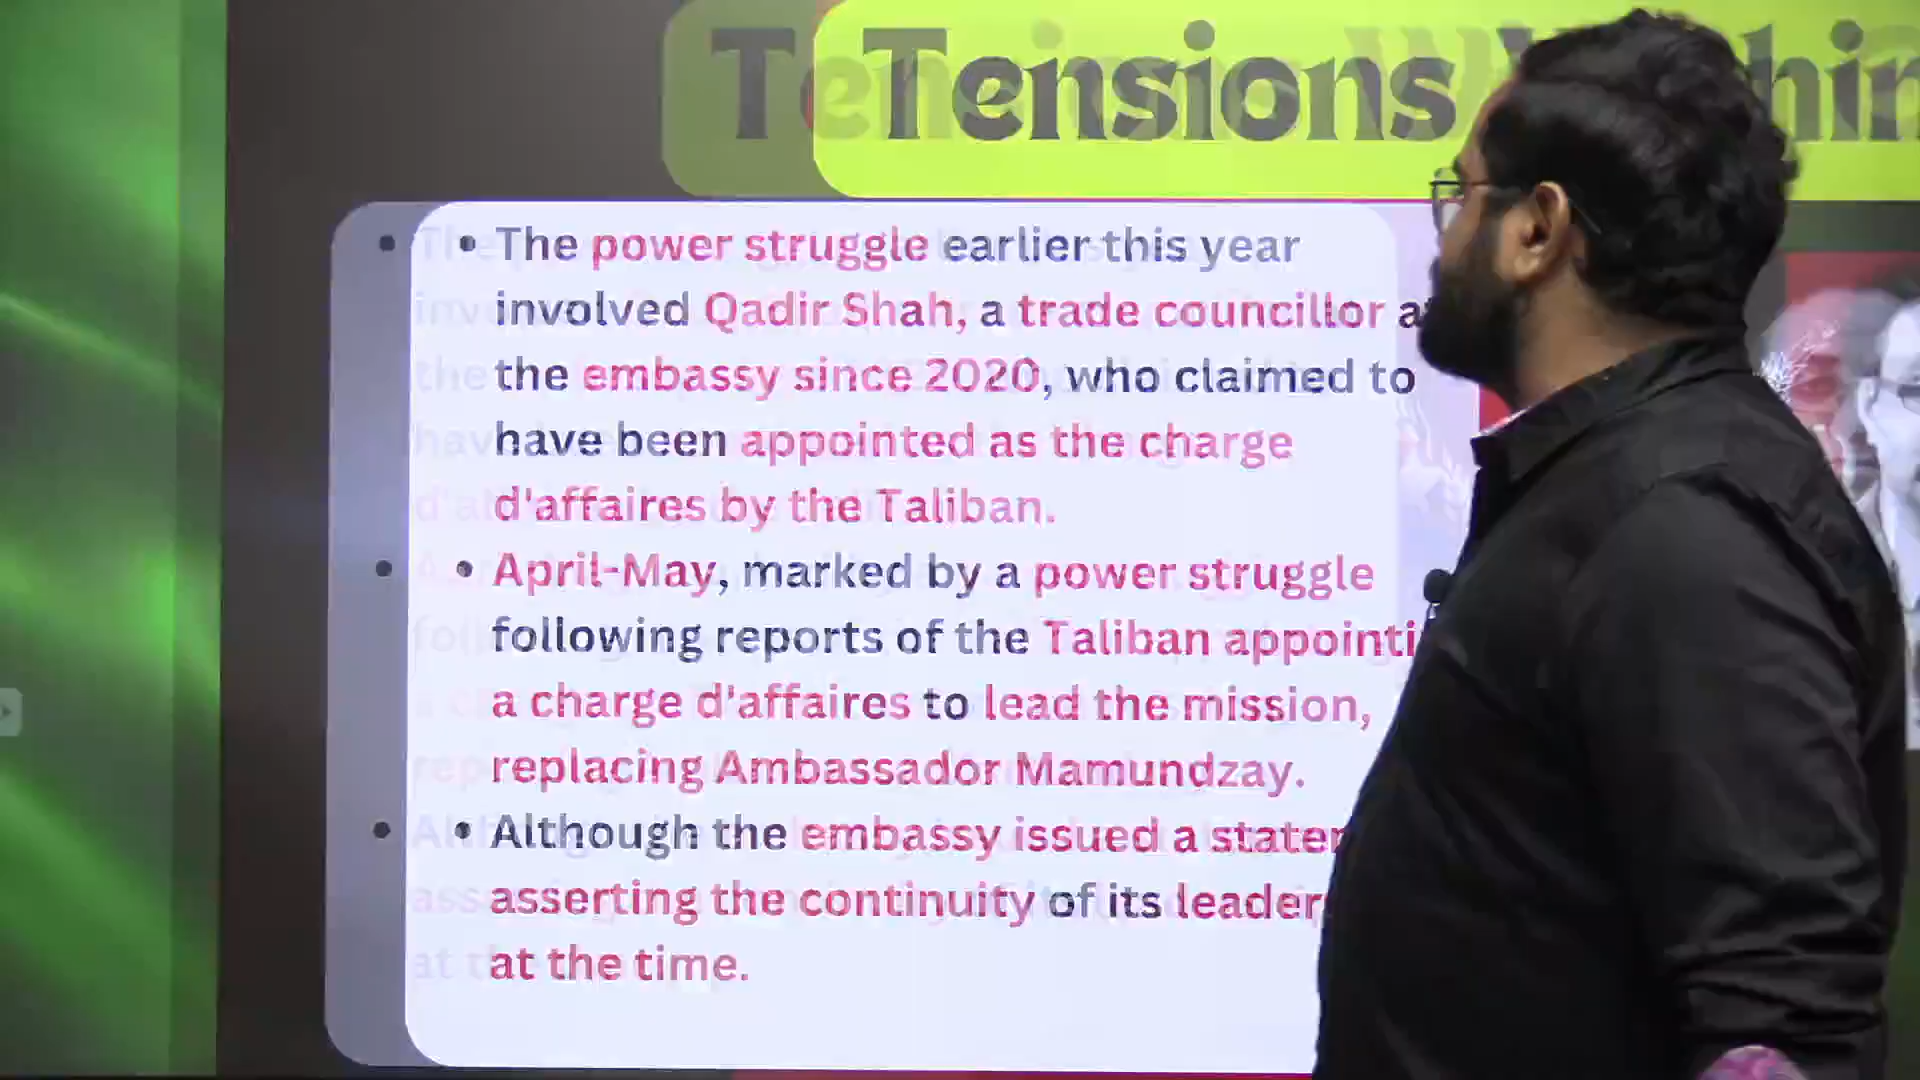 Tensions
The power struggle earlier this year
involved Qadir Shah, a trade councillor
the embassy since 2020, who claimed to
have been appointed as the charge
d'affaires by the Taliban.
April-May, marked by a power struggle
following reports of the Taliban
a charge d'affaires to lead the mission,
replacing Ambassador Mamundzay.
Although the embassy issued a
asserting the continuity of its
at the time.